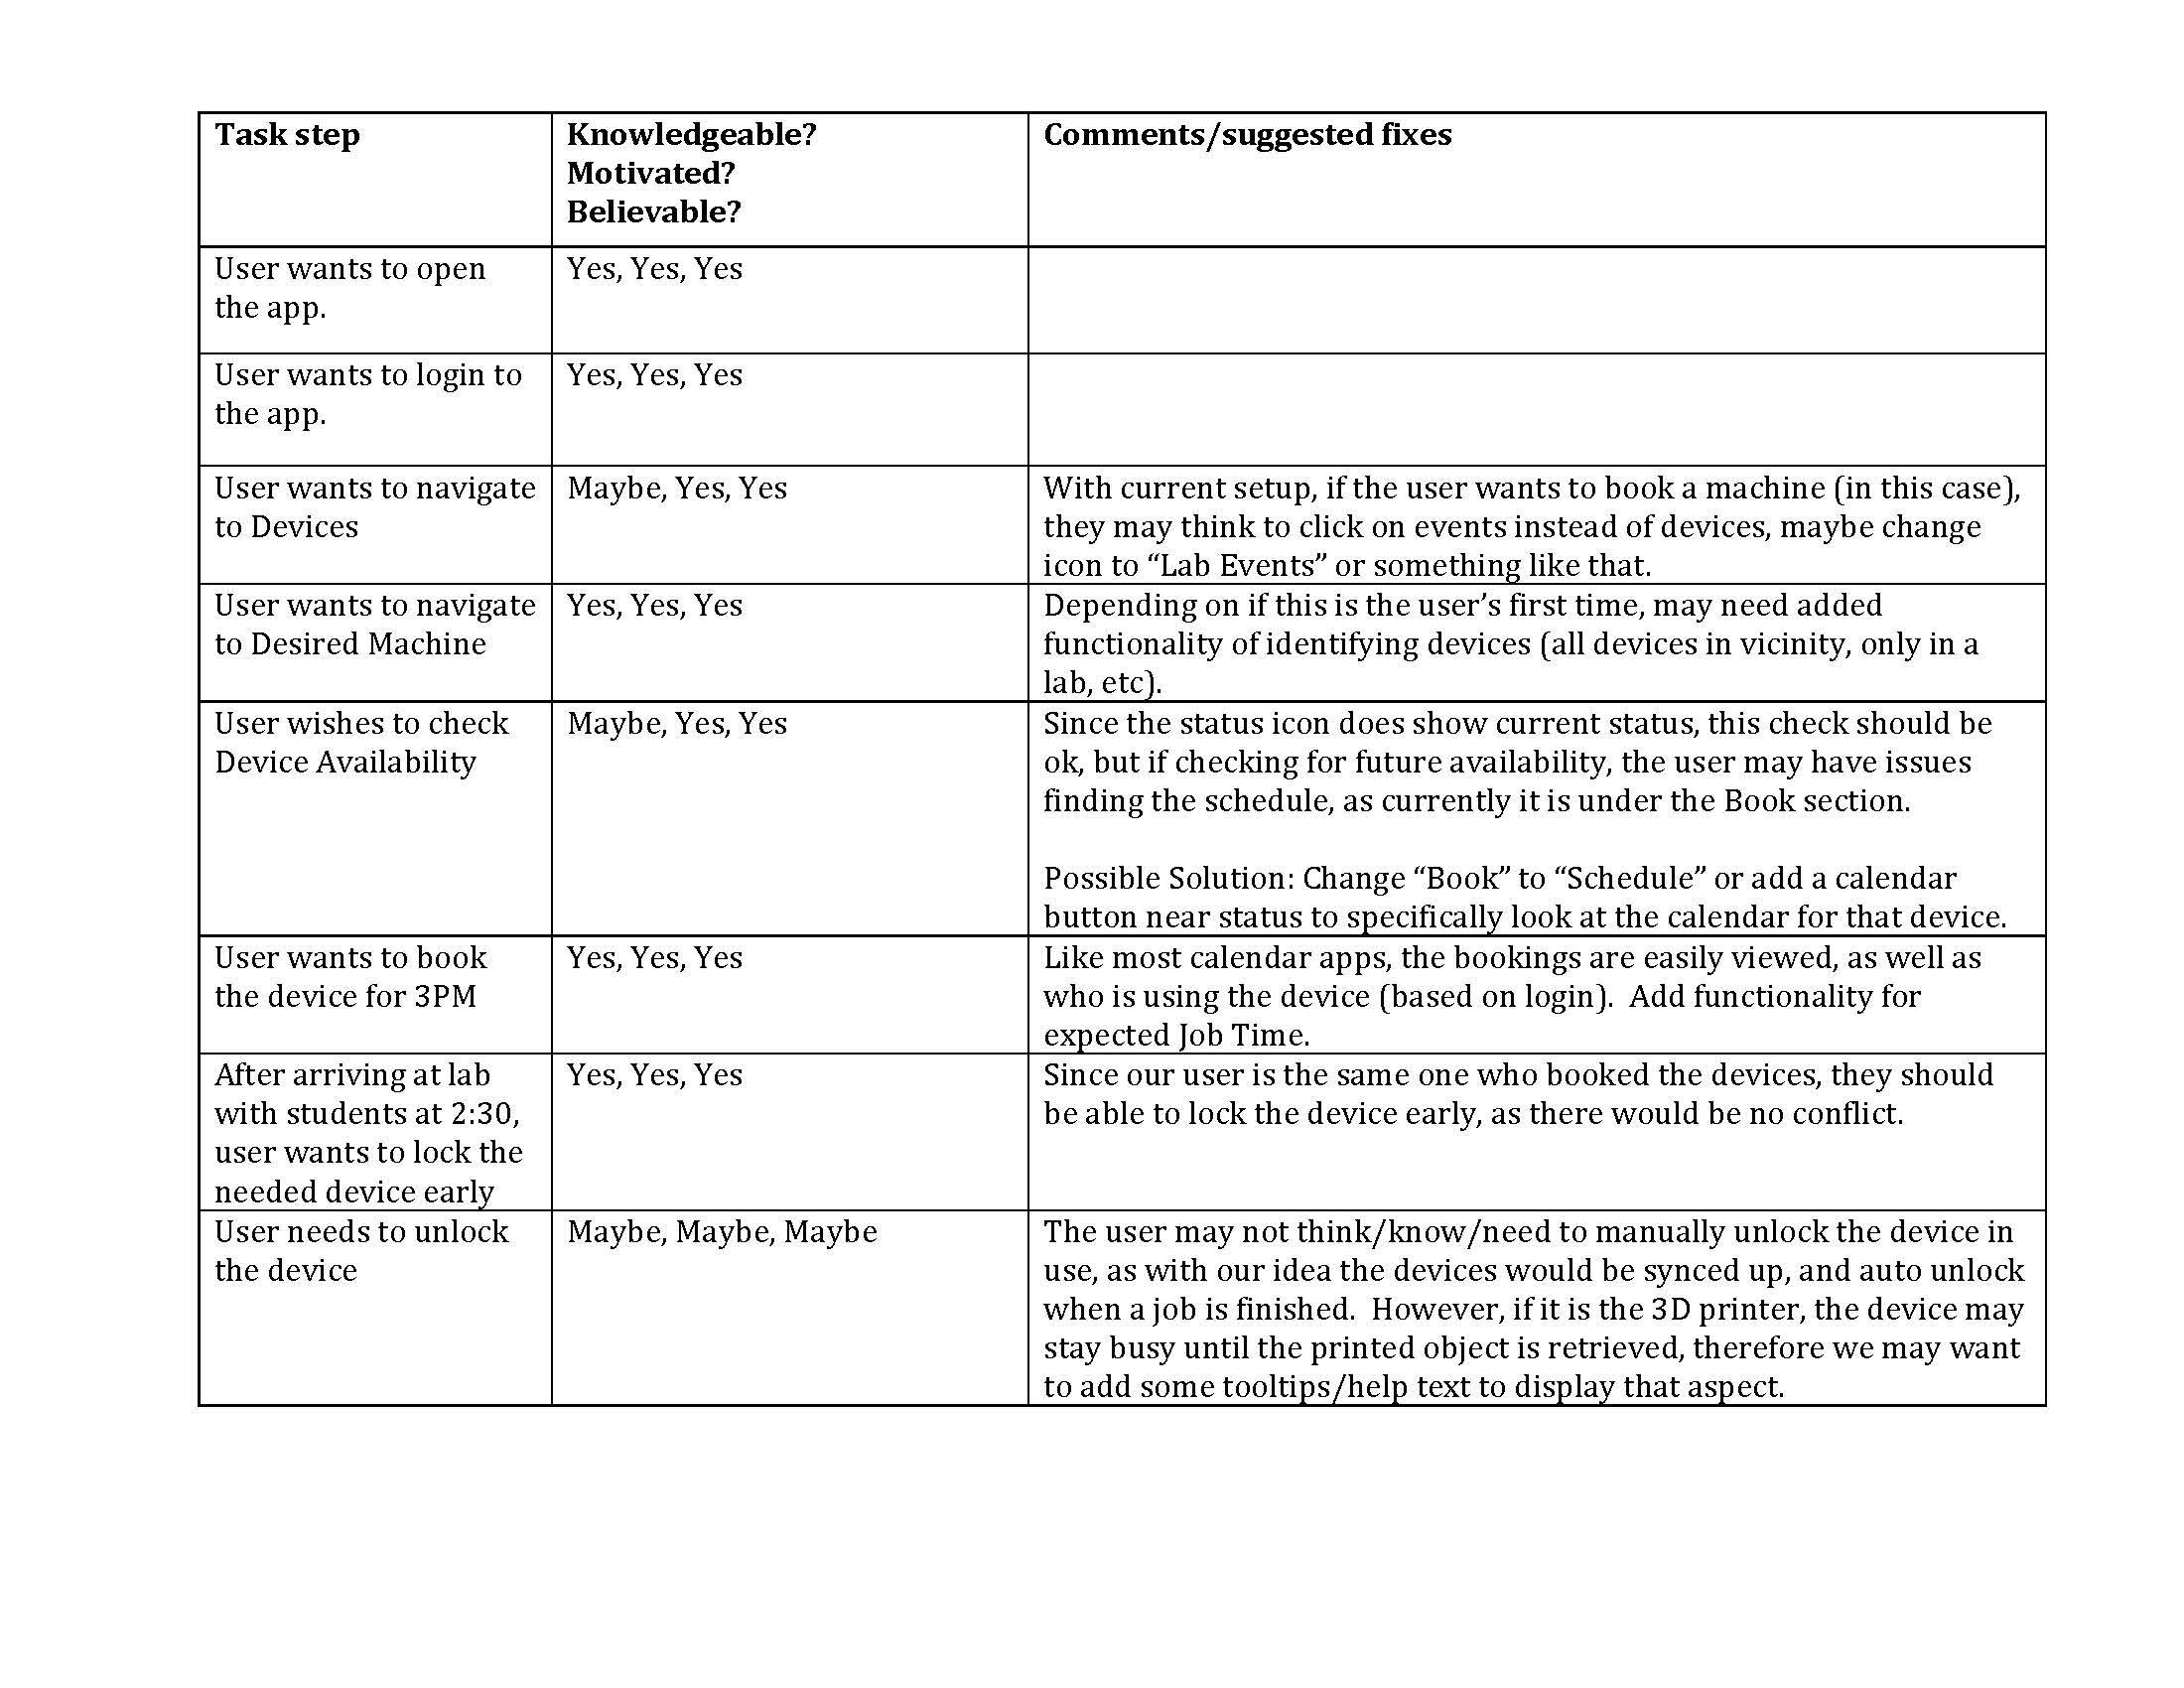 Task step
Knowledgeable?
Motivated?
Believable?
Comments/suggested fixes
User wants to open
the app.
Yes, Yes, Yes
User wants to login to
the app.
Yes, Yes, Yes
User wants to navigate
to Devices
Maybe, Yes, Yes
With current setup, if the user wants to book a machine (in this case),
they may think to click on events instead of devices, maybe change
icon to “Lab Events” or something like that.
User wants to navigate
to Desired Machine
Yes, Yes, Yes
Depending on if this is the user’s first time, may need added
functionality of identifying devices (all devices in vicinity, only in a
lab, etc).
User wishes to check
Device Availability
Maybe, Yes, Yes
Since the status icon does show current status, this check should be
ok, but if checking for future availability, the user may have issues
finding the schedule, as currently it is under the Book section.
Possible Solution: Change “Book” to “Schedule” or add a calendar
button near status to specifically look at the calendar for that device.
User wants to book
the device for 3PM
Yes, Yes, Yes
Like most calendar apps, the bookings are easily viewed, as well as
who is using the device (based on login).  Add functionality for
expected Job Time.
After arriving at lab
with students at 2:30,
user wants to lock the
needed device early
Yes, Yes, Yes
Since our user is the same one who booked the devices, they should
be able to lock the device early, as there would be no conflict.
User needs to unlock
the device
Maybe, Maybe, Maybe
The user may not think/know/need to manually unlock the device in
use, as with our idea the devices would be synced up, and auto unlock
when a job is finished.  However, if it is the 3D printer, the device may
stay busy until the printed object is retrieved, therefore we may want
to add some tooltips/help text to display that aspect.